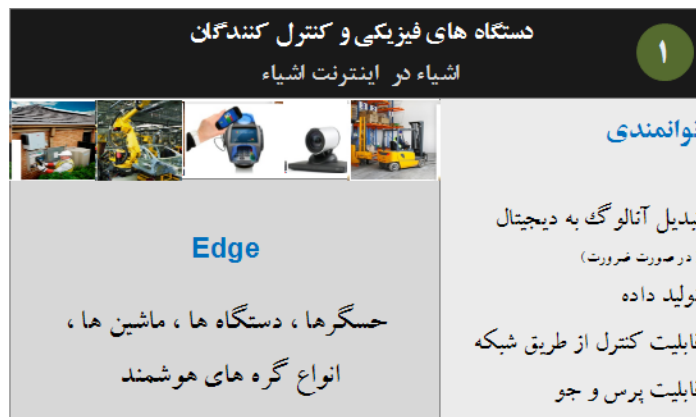 ۱
دستگاه های فیزیکی و کنترل کنندگان
اشیاء در اینترنت اشیاء
توانمندی
تبدیل آنالوگ به دیجیتال
( در صورت ضرورت)
تولید داده
قابلیت کنترل از طریق شبکه
قابلیت پرس و جو
Edge
حسگرها ، دستگاه ها ، ماشین ها ،
انواع گره های هوشمند